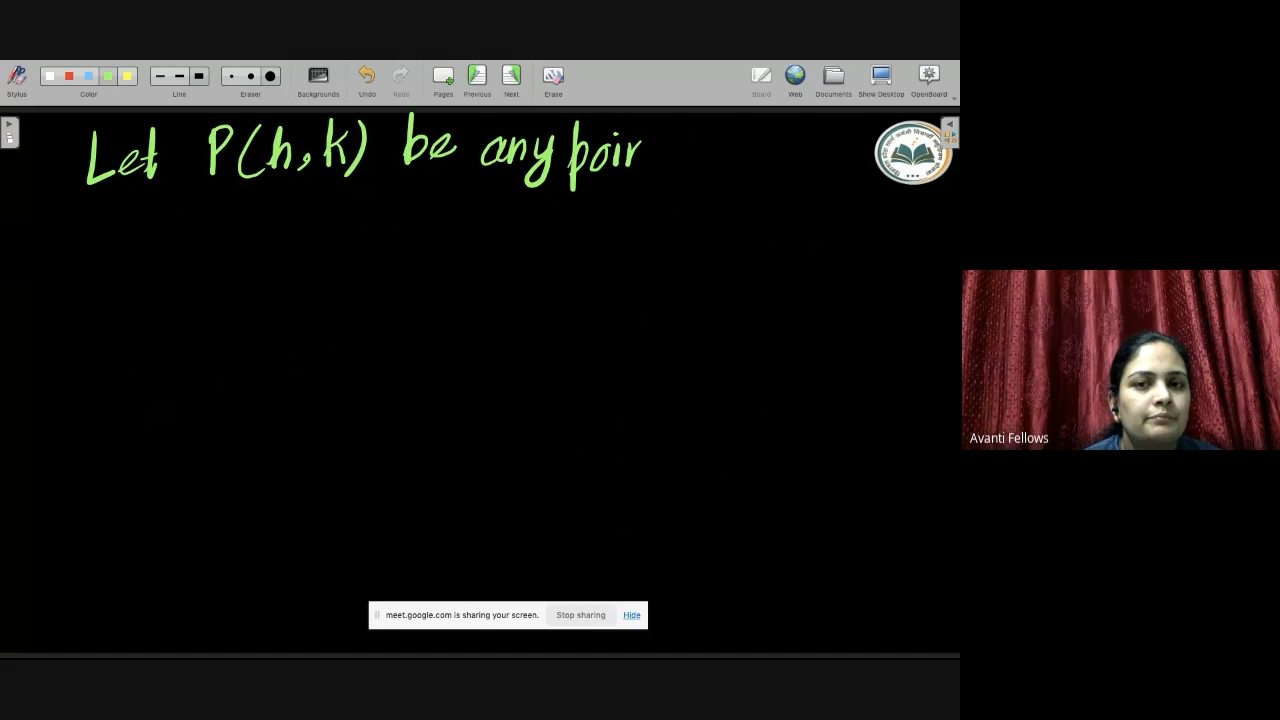 Stylus Color Line Eraser Backgrounds Undo Redo Pages Previous Next Erase Board Web Documents Show Desktop OpenBoard
Let P(h,k) be any poin
Avanti Fellows
meet.google.com is sharing your screen. Stop sharing Hide